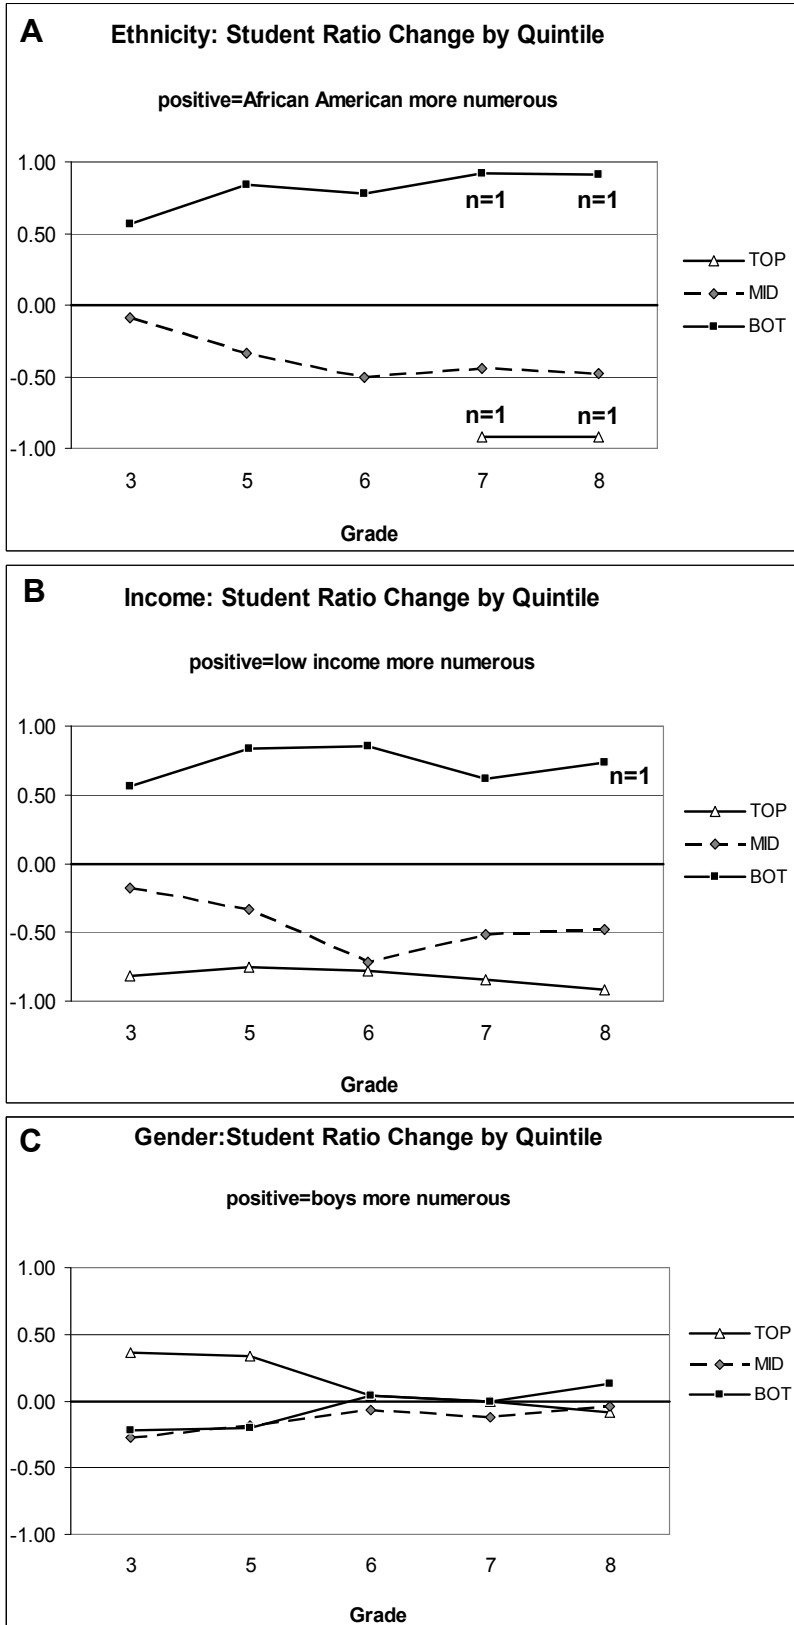 A
Ethnicity: Student Ratio Change by Quintile
positive=African American more numerous
1.00
0.50
0.00
-0.50
-1.00
n=1 n=1
n=1 n=1
3 5 6 7 8
Grade
TOP
MID
BOT
B
Income: Student Ratio Change by Quintile
positive=low income more numerous
1.00
0.50
0.00
-0.50
-1.00
n=1
3 5 6 7 8
Grade
TOP
MID
BOT
C
Gender:Student Ratio Change by Quintile
positive=boys more numerous
1.00
0.50
0.00
-0.50
-1.00
3 5 6 7 8
Grade
TOP
MID
BOT